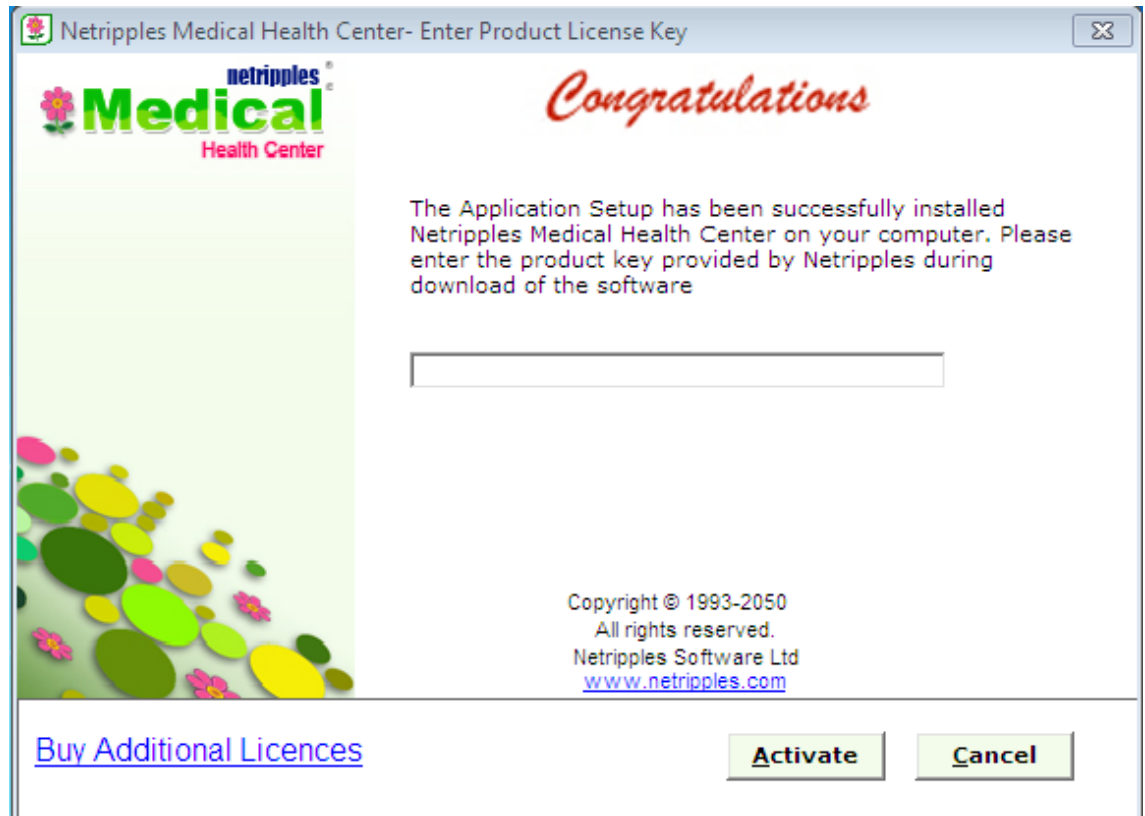 Netripples Medical Health Center- Enter Product License Key
netripples
Medical
Health Center
Congratulations
The Application Setup has been successfully installed
Netripples Medical Health Center on your computer. Please
enter the product key provided by Netripples during
download of the software
Copyright © 1993-2050
All rights reserved.
Netripples Software Ltd
www.netripples.com
Buy Additional Licences
Activate
Cancel